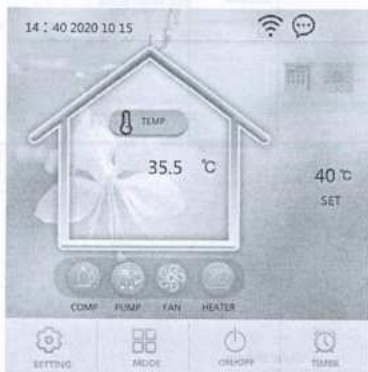 14 : 40 2020 10 15
TEMP
35.5 ℃
40 ℃
SET
COMP PUMP FAN HEATER
SETTING MODE ON/OFF TIMER